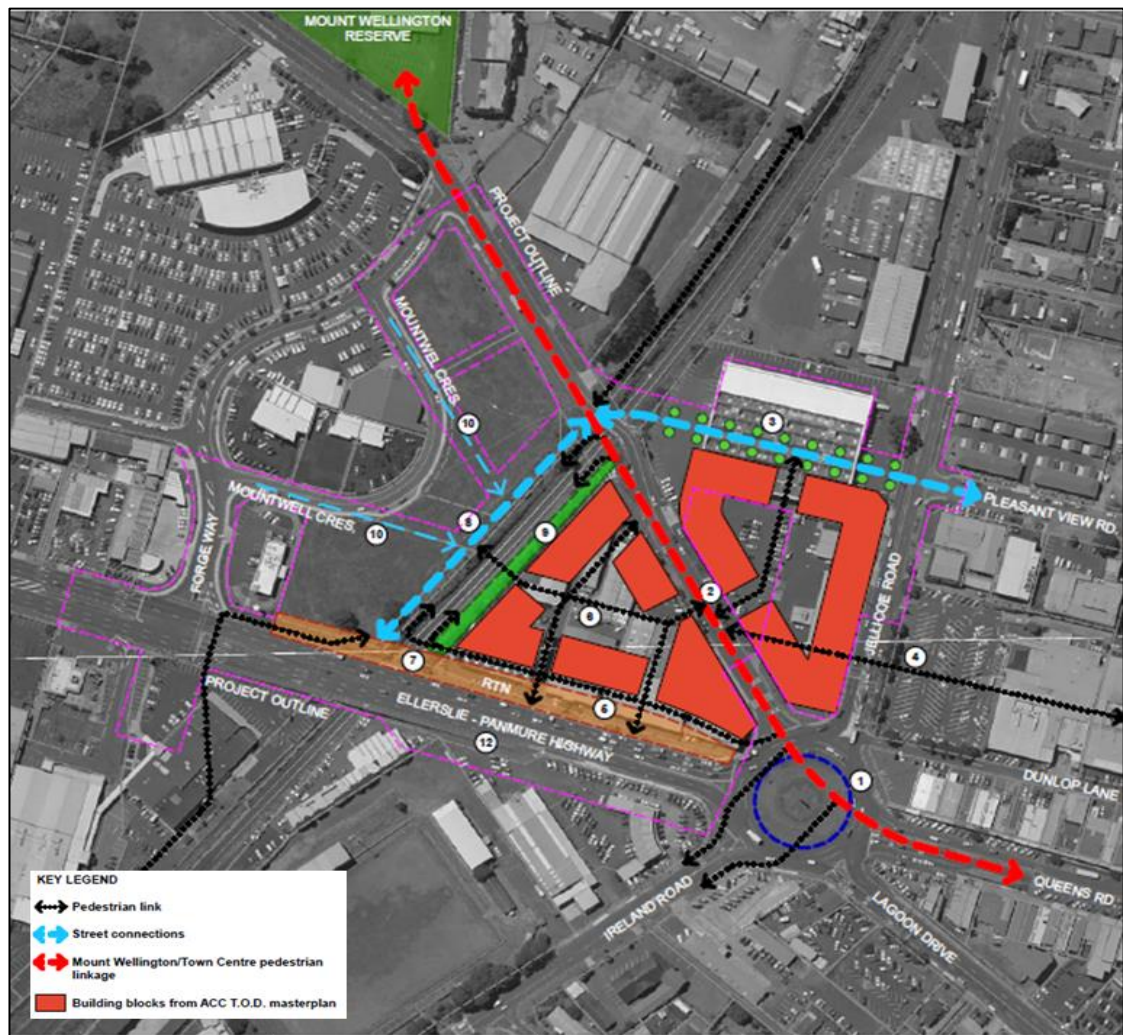 MOUNT WELLINGTON
RESERVE
PROJECT OUTLINE
MOUNTWEL CRES.
10
3
PLEASANT VIEW RD.
MOUNTWELL CRES,
10
8
9
FORGE WAY
2
6
JELLICOE ROAD
4
7
RTN
5
PROJECT OUTLINE
ELLERSLIE - PANMURE HIGHWAY
12
1
DUNLOP LANE
QUEENS RD.
IRELAND ROAD
LAGOON DRIVE
KEY LEGEND
Pedestrian link
Street connections
Mount Wellington/Town Centre pedestrian
linkage
Building blocks from ACC T.O.D. masterplan